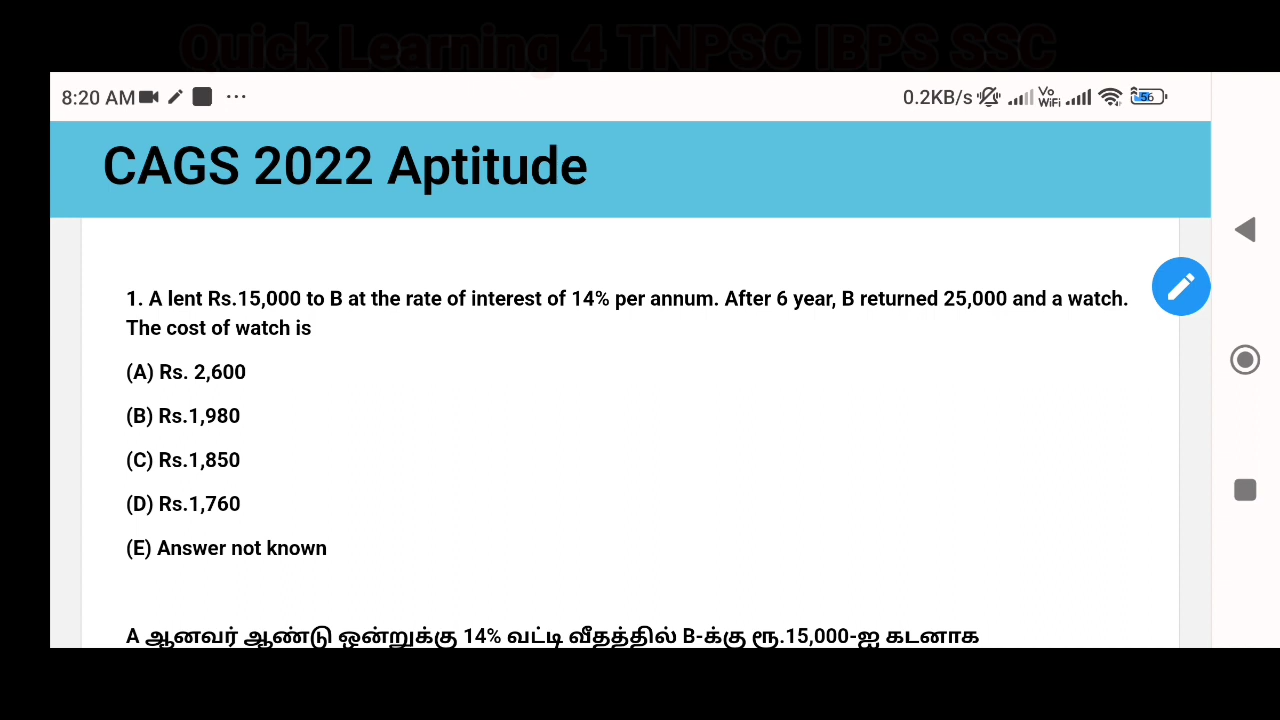 Quick Learning 4 TNPSC IBPS SSC
8:20 AM ... 0.2KB/s Vo WiFi 56
CAGS 2022 Aptitude
1. A lent Rs.15,000 to B at the rate of interest of 14% per annum. After 6 year, B returned 25,000 and a watch.
The cost of watch is
(A) Rs. 2,600
(B) Rs.1,980
(C) Rs.1,850
(D) Rs.1,760
(E) Answer not known
A ஆனவர் ஆண்டு ஒன்றுக்கு 14% வட்டி வீதத்தில் B-க்கு ரூ.15,000-ஐ கடனாக